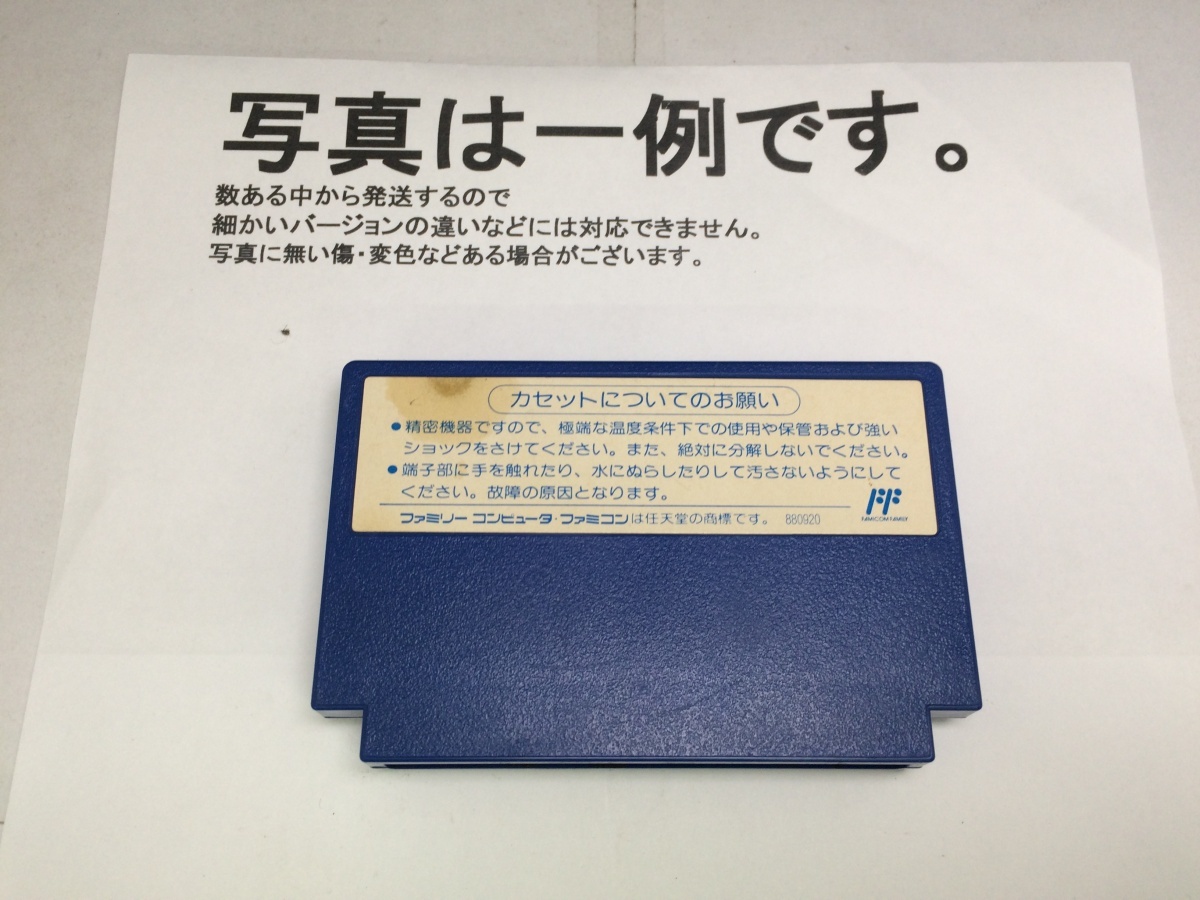 写真は一例です。
数ある中から発送するので
細かいバージョンの違いなどには対応できません。
写真に無い傷・変色などある場合がございます。
カセットについてのお願い
●精密機器ですので、極端な温度条件下での使用や保管および強い
ショックをさけてください。また、絶対に分解しないでください。
●端子部に手を触れたり、水にぬらしたりして汚さないようにして
ください。故障の原因となります。
ファミリーコンピュータ・ファミコンは任天堂の商標です。 880920
FAMICOM FAMILY